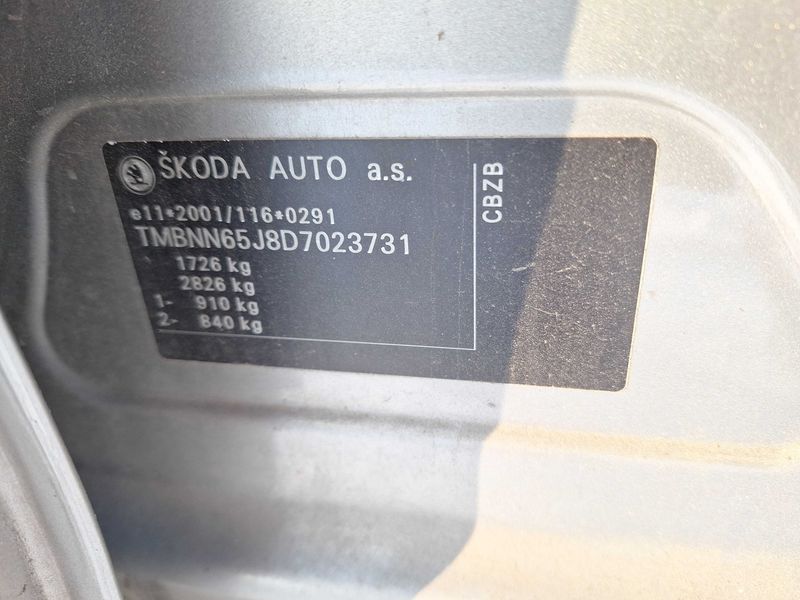 ŠKODA AUTO a.s.
e11*2001/116*0291
TMBNN65J8D7023731
1726 kg
2826 kg
1- 910 kg
2- 840 kg
CBZB